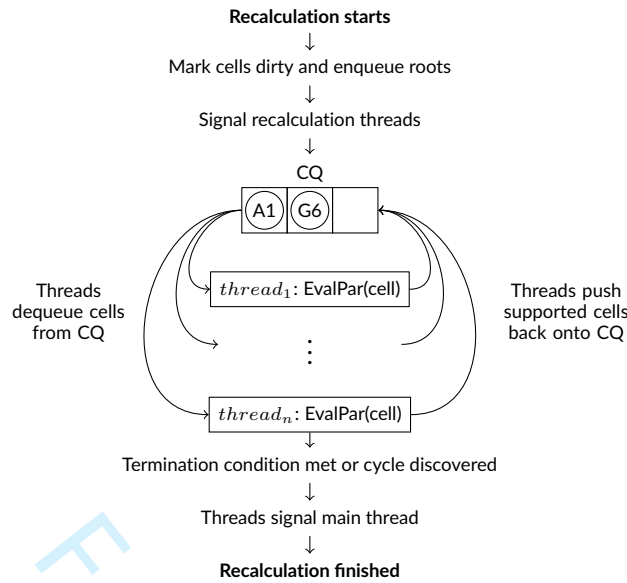 Recalculation starts
↓
Mark cells dirty and enqueue roots
↓
Signal recalculation threads
↓
CQ
A1 G6
thread₁: EvalPar(cell)
Threads
dequeue cells
from CQ
Threads push
supported cells
back onto CQ
⋮
threadₙ: EvalPar(cell)
↓
Termination condition met or cycle discovered
↓
Threads signal main thread
↓
Recalculation finished
F